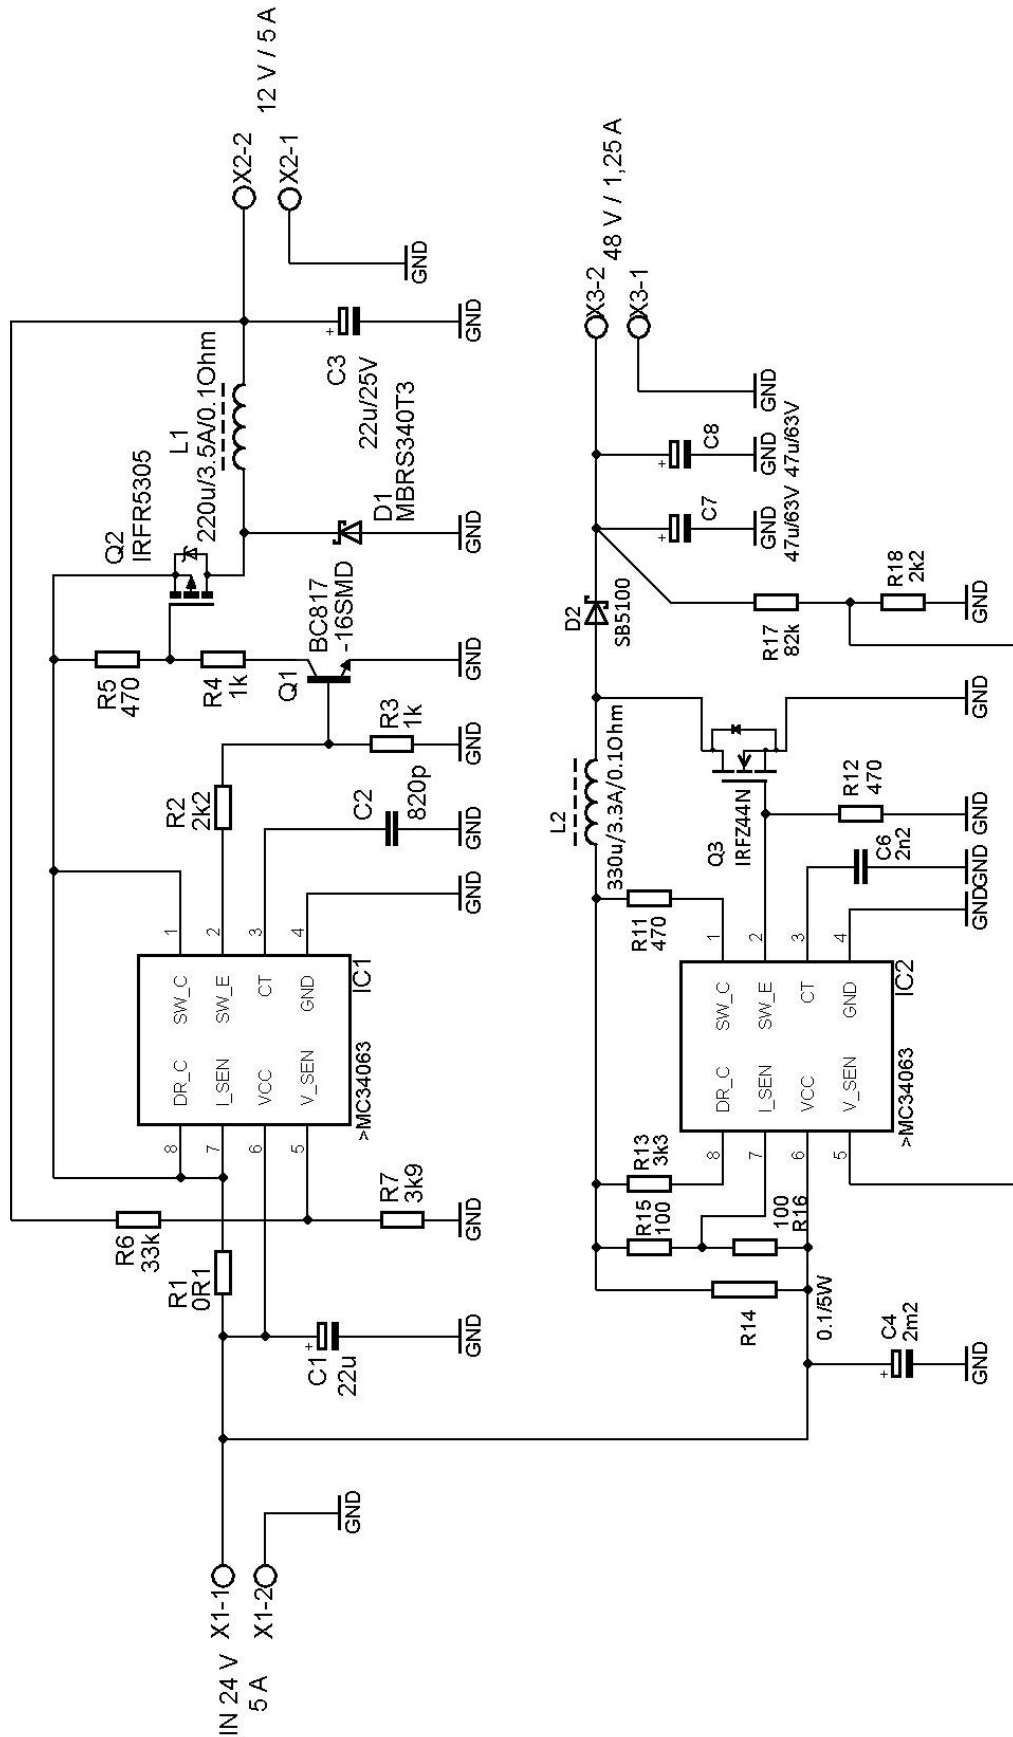 12 V / 5 A
X2-2
X2-1
GND
L1
220u/3.5A/0.1Ohm
C3
22u/25V
GND
Q2
IRFR5305
D1
MBRS340T3
GND
R5
470
R4
1k
Q1
BC817
-16SMD
GND
R3
1k
GND
R2
2k2
C2
820p
GND
GND
1
2
3
4
SW_C
SW_E
CT
GND
IC1
DR_C
I_SEN
VCC
V_SEN
>MC34063
8
7
6
5
R6
33k
R7
3k9
GND
R1
0R1
C1
22u
GND
IN 24 V
5 A
X1-1
X1-2
GND
48 V / 1,25 A
X3-2
X3-1
GND
C8
GND
47u/63V
C7
GND
47u/63V
D2
SB5100
R17
82k
R18
2k2
GND
L2
330u/3.3A/0.1Ohm
Q3
IRFZ44N
GND
R12
470
GND
C6
2n2
GND
GND
R11
470
1
2
3
4
SW_C
SW_E
CT
GND
IC2
DR_C
I_SEN
VCC
V_SEN
>MC34063
8
7
6
5
R13
3k3
R15
100
100
R16
R14
0.1/5W
C4
2m2
GND